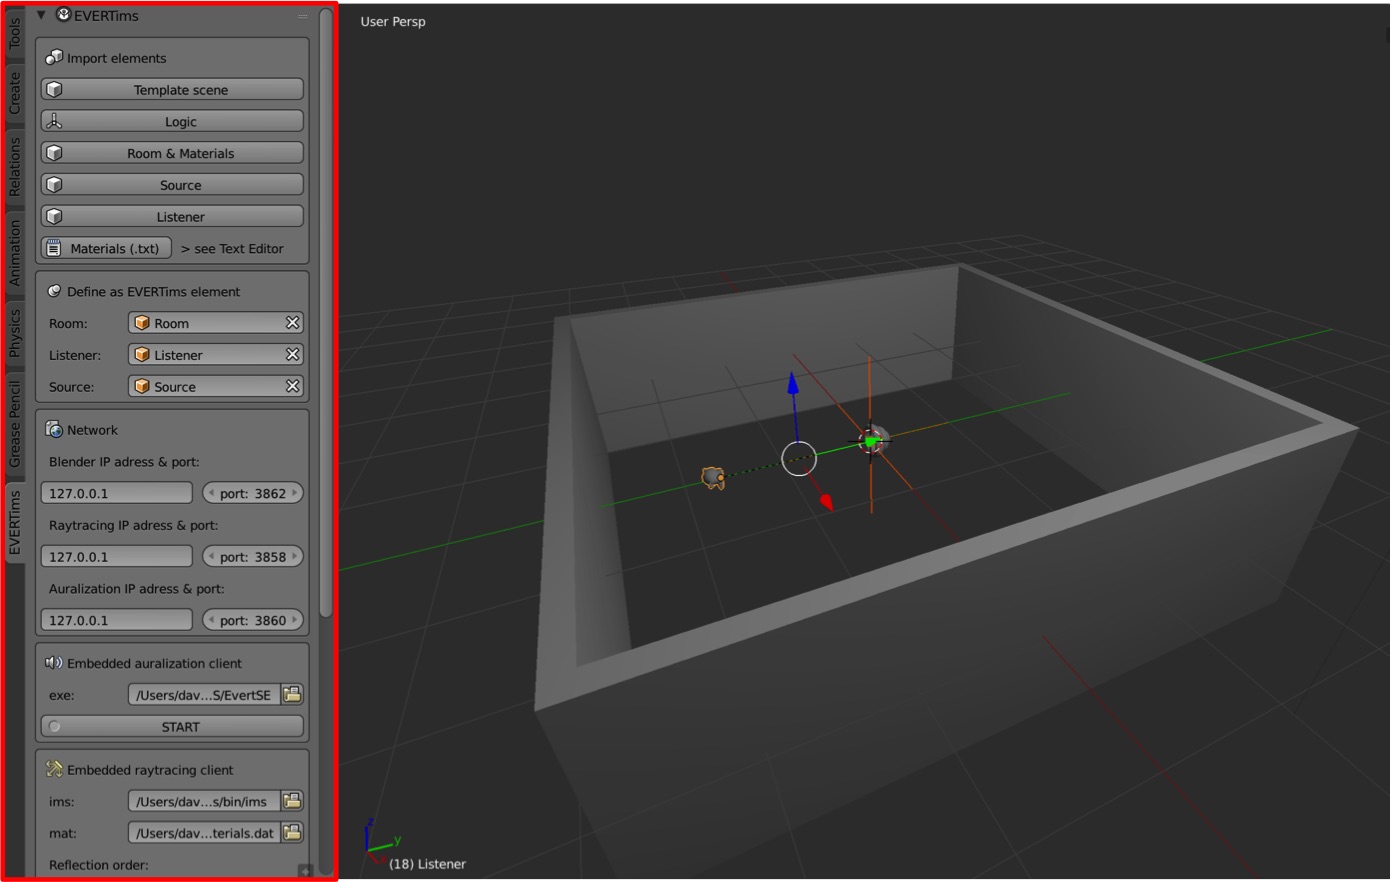 EVERTims
Tools
Create
Relations
Animation
Physics
Grease Pencil
EVERTims
Import elements
Template scene
Logic
Room & Materials
Source
Listener
Materials (.txt) > see Text Editor
Define as EVERTims element
Room: Room
Listener: Listener
Source: Source
Network
Blender IP adress & port:
127.0.0.1 port: 3862
Raytracing IP adress & port:
127.0.0.1 port: 3858
Auralization IP adress & port:
127.0.0.1 port: 3860
Embedded auralization client
exe: /Users/dav...S/EvertSE
START
Embedded raytracing client
ims: /Users/dav...s/bin/ims
mat: /Users/dav...terials.dat
Reflection order:
User Persp
z
y
x
(18) Listener